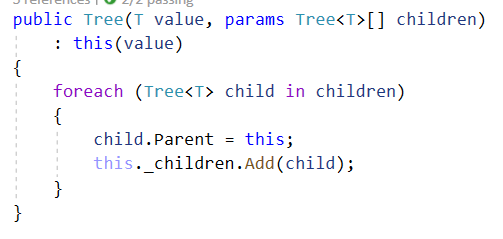 5 references | 2/2 passing
public Tree(T value, params Tree<T>[] children)
    : this(value)
{
    foreach (Tree<T> child in children)
    {
        child.Parent = this;
        this._children.Add(child);
    }
}